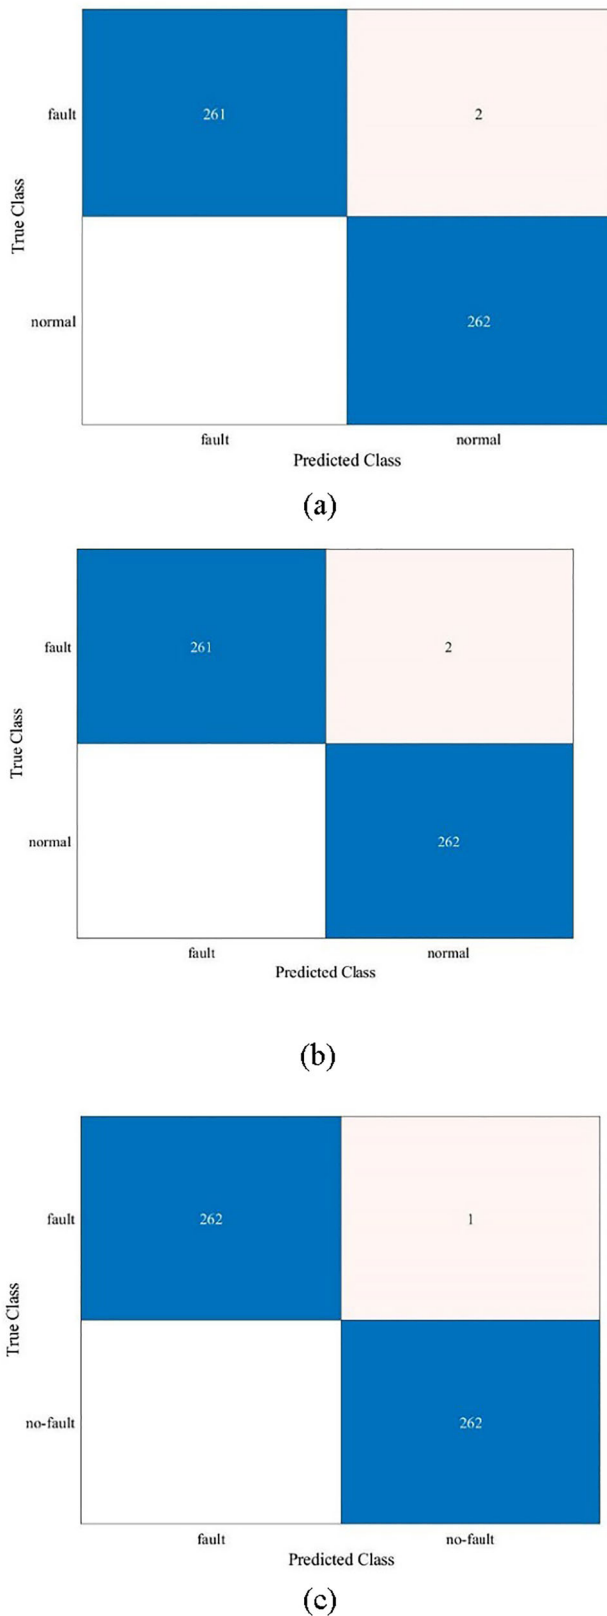 fault
261
2
True Class
normal
262
fault
normal
Predicted Class
(a)
fault
261
2
True Class
normal
262
fault
normal
Predicted Class
(b)
fault
262
1
True Class
no-fault
262
fault
no-fault
Predicted Class
(c)